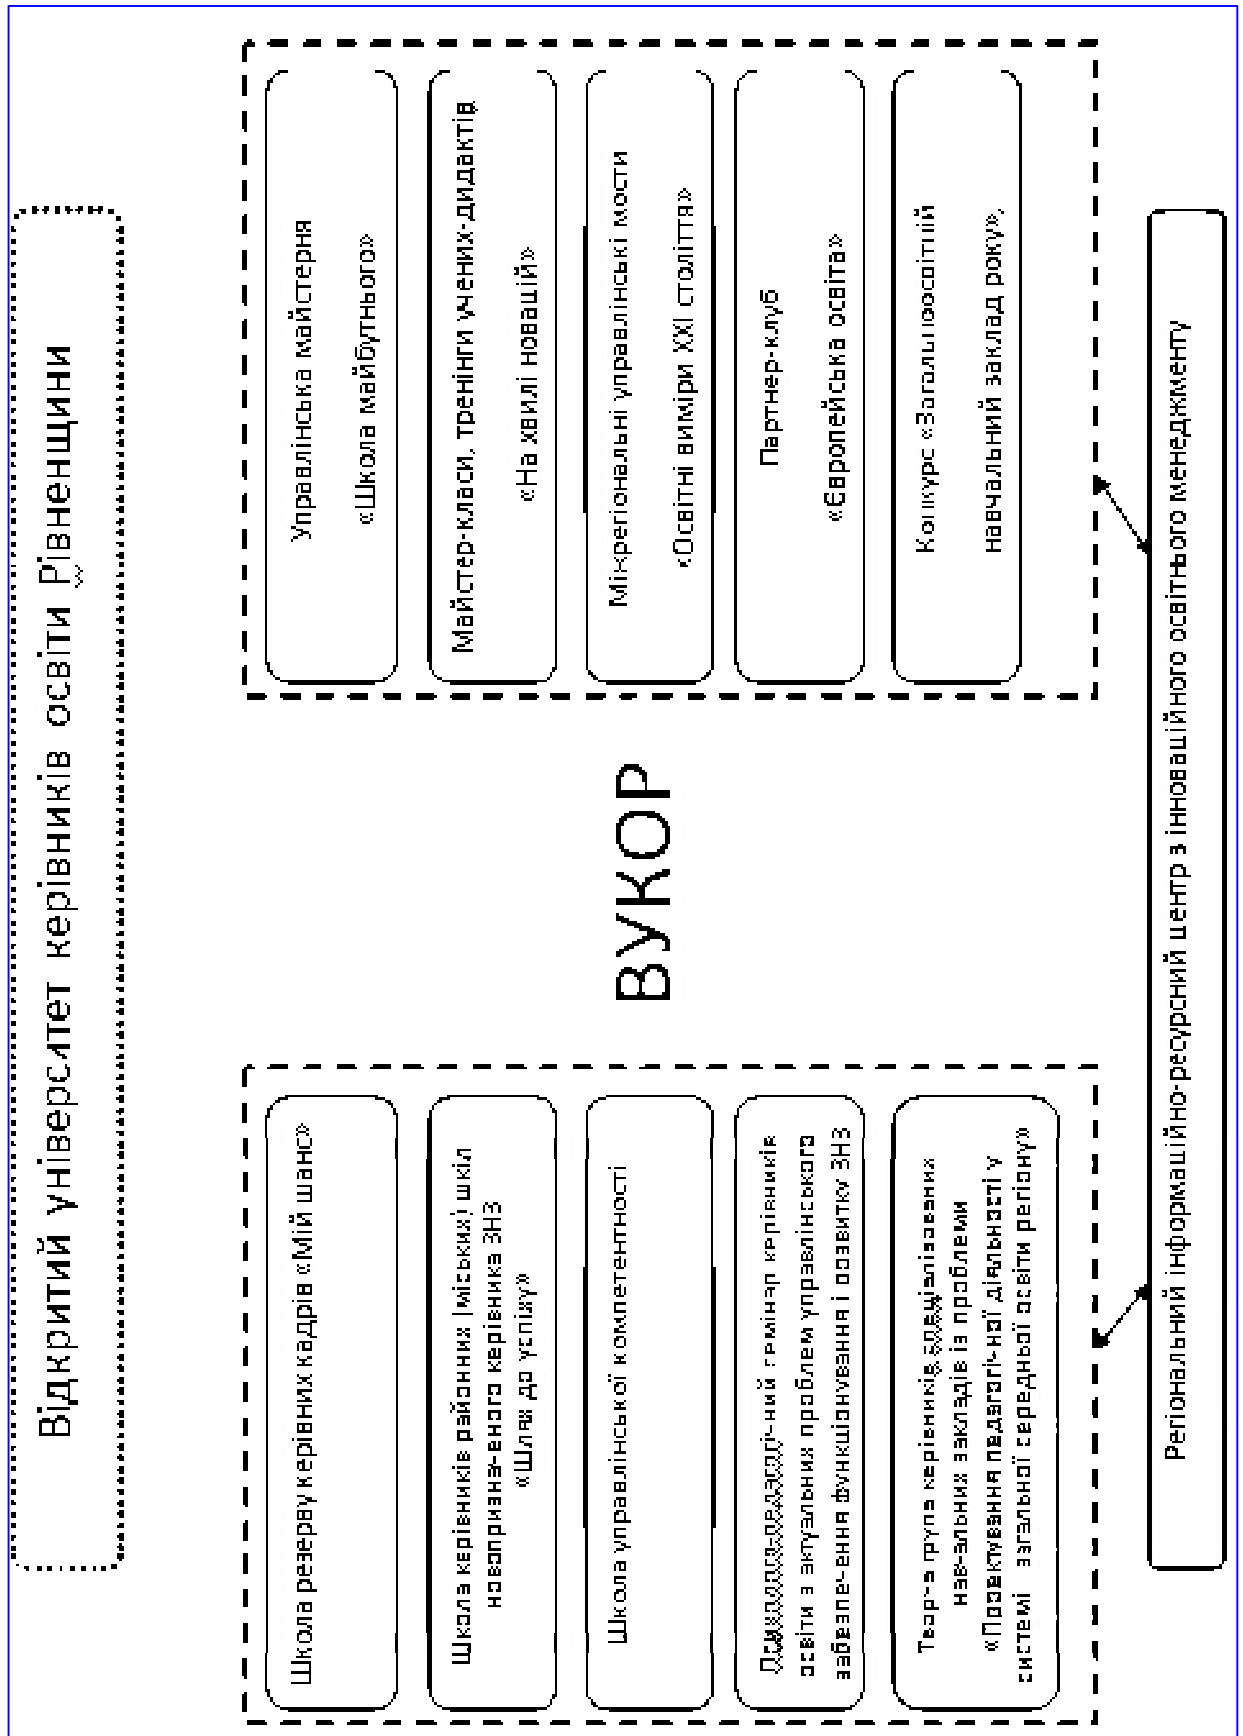 Відкритий університет керівників освіти Рівненщини
Школа резерву керівних кадрів «Мій шанс»
Школа керівників районних (міських) шкіл
новопризначеного керівника ЗНЗ
«Шлях до успіху»
Школа управлінської компетентності
Психолого-педагогічний семінар керівників
освіти з актуальних проблем управлінського
забезпечення функціонування і розвитку ЗНЗ
Творча група керівників спеціалізованих
навчальних закладів із проблеми
«Проектування педагогічної діяльності у
системі загальної середньої освіти регіону»
ВУКОР
Управлінська майстерня
«Школа майбутнього»
Майстер-класи, тренінги учених-дидактів
«На хвилі новацій»
Міжрегіональні управлінські мости
«Освітні виміри ХХІ століття»
Партнер-клуб
«Європейська освіта»
Конкурс «Загальноосвітній
навчальний заклад року»,
Регіональний інформаційно-ресурсний центр з інноваційного освітнього менеджменту